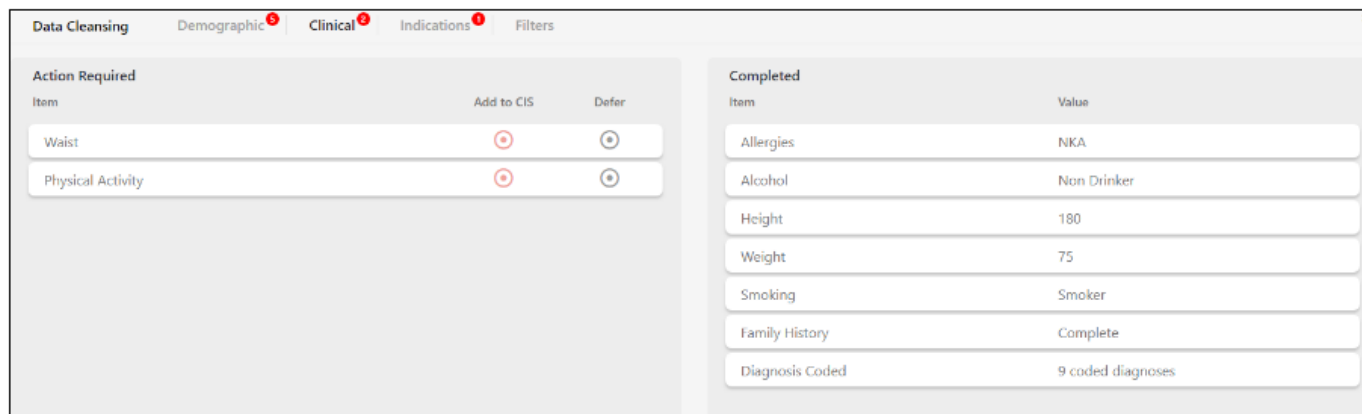 Data Cleansing Demographic 5 Clinical 2 Indications 1 Filters
Action Required
Item Add to CIS Defer
Waist
Physical Activity
Completed
Item Value
Allergies NKA
Alcohol Non Drinker
Height 180
Weight 75
Smoking Smoker
Family History Complete
Diagnosis Coded 9 coded diagnoses